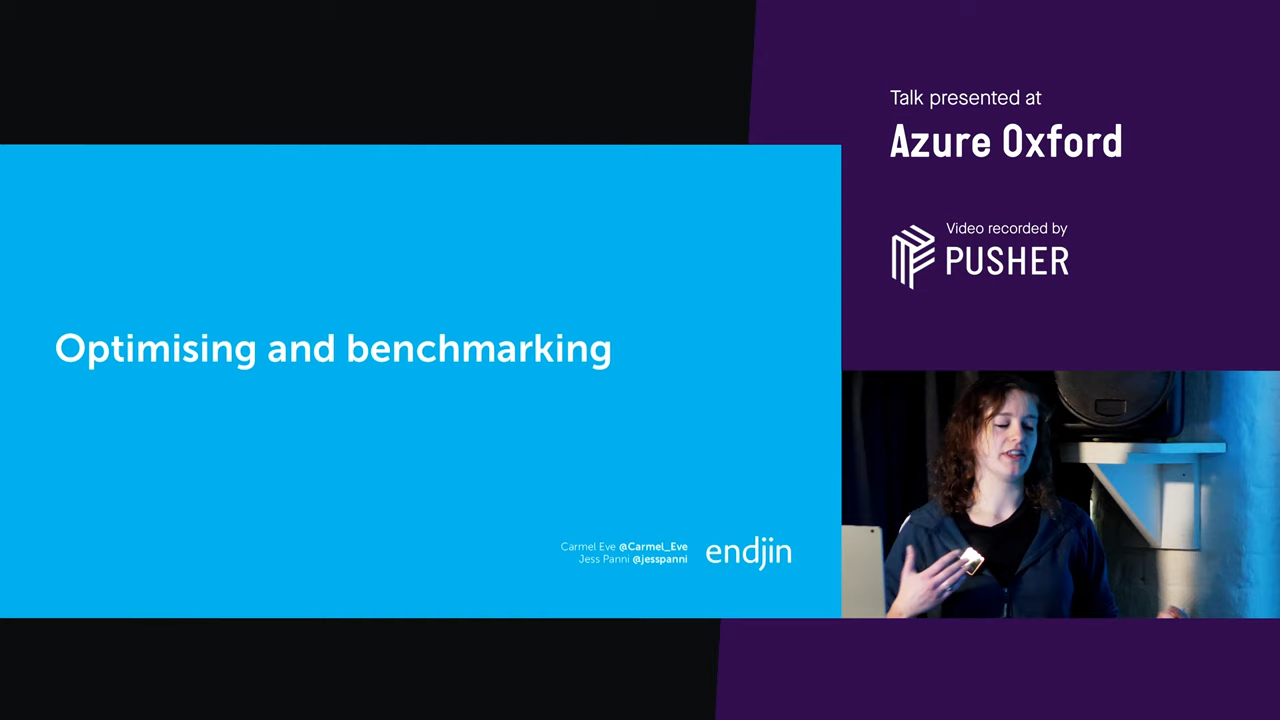 Talk presented at
Azure Oxford
Video recorded by
PUSHER
Optimising and benchmarking
Carmel Eve @Carmel_Eve
Jess Panni @jesspanni
endjin